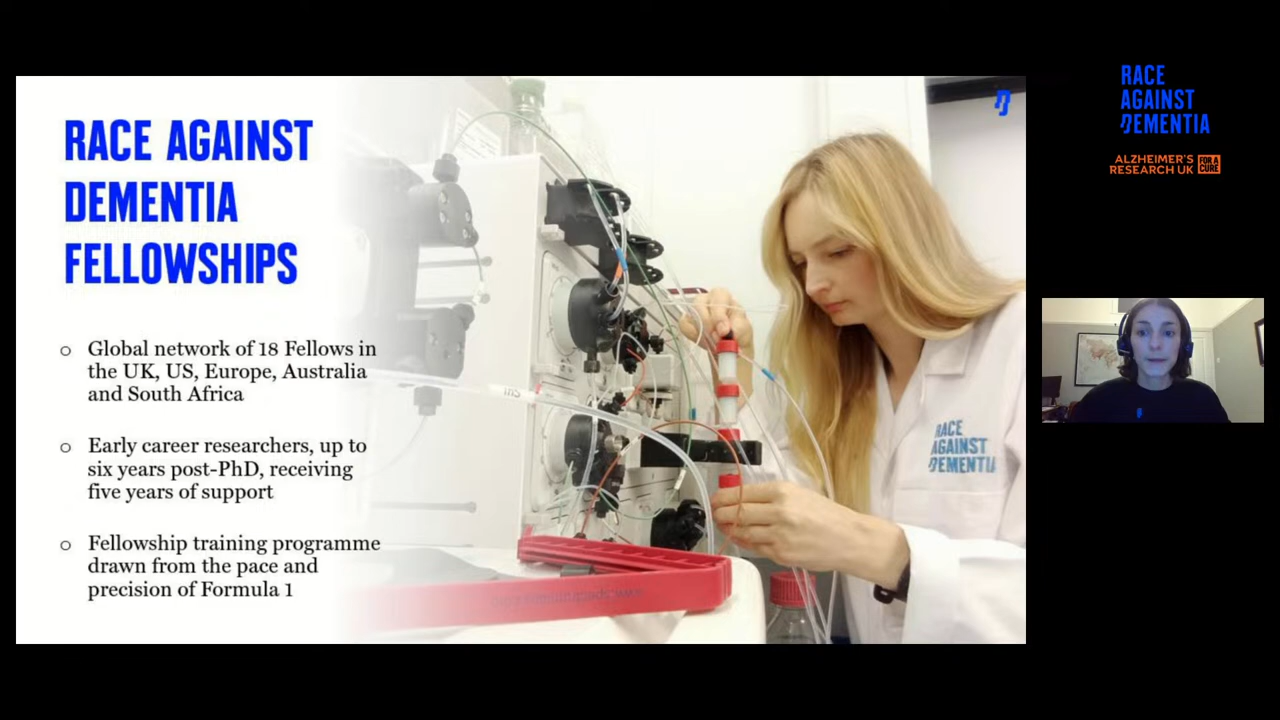 RACE AGAINST
DEMENTIA
FELLOWSHIPS
o Global network of 18 Fellows in
the UK, US, Europe, Australia
and South Africa
o Early career researchers, up to
six years post-PhD, receiving
five years of support
o Fellowship training programme
drawn from the pace and
precision of Formula 1
RACE
AGAINST
DEMENTIA
RACE
AGAINST
DEMENTIA
ALZHEIMER'S
RESEARCH UK
FOR A
CURE